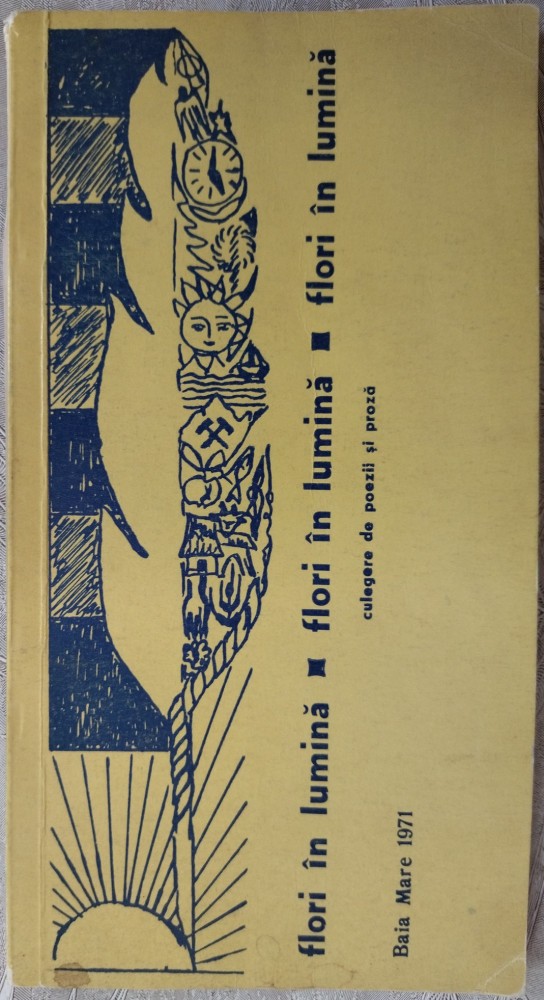 flori în lumină ■ flori în lumină ■ flori în lumină
culegere de poezii și proză
Baia Mare 1971